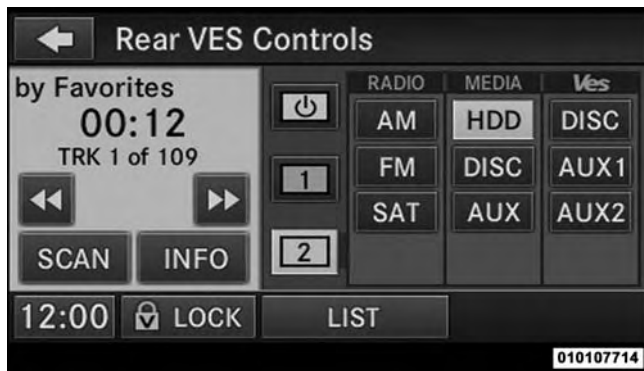 Rear VES Controls
by Favorites
00:12
TRK 1 of 109
SCAN INFO
1
2
RADIO MEDIA Ves
AM HDD DISC
FM DISC AUX1
SAT AUX AUX2
12:00 LOCK LIST
010107714